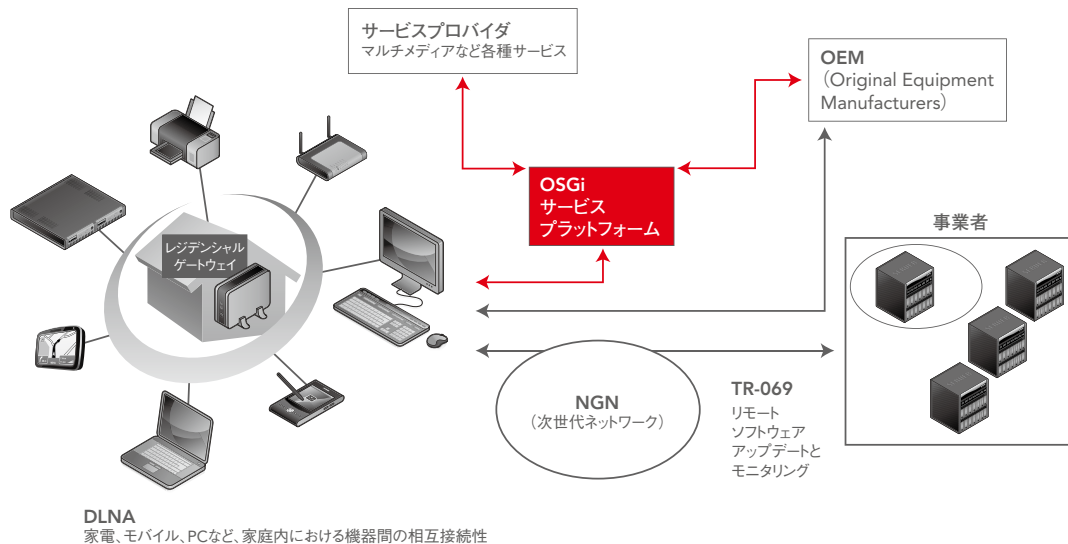 サービスプロバイダ
マルチメディアなど各種サービス
OEM
（Original Equipment
Manufacturers）
OSGi
サービス
プラットフォーム
事業者
レジデンシャル
ゲートウェイ
NGN
（次世代ネットワーク）
TR-069
リモート
ソフトウェア
アップデートと
モニタリング
DLNA
家電、モバイル、PCなど、家庭内における機器間の相互接続性